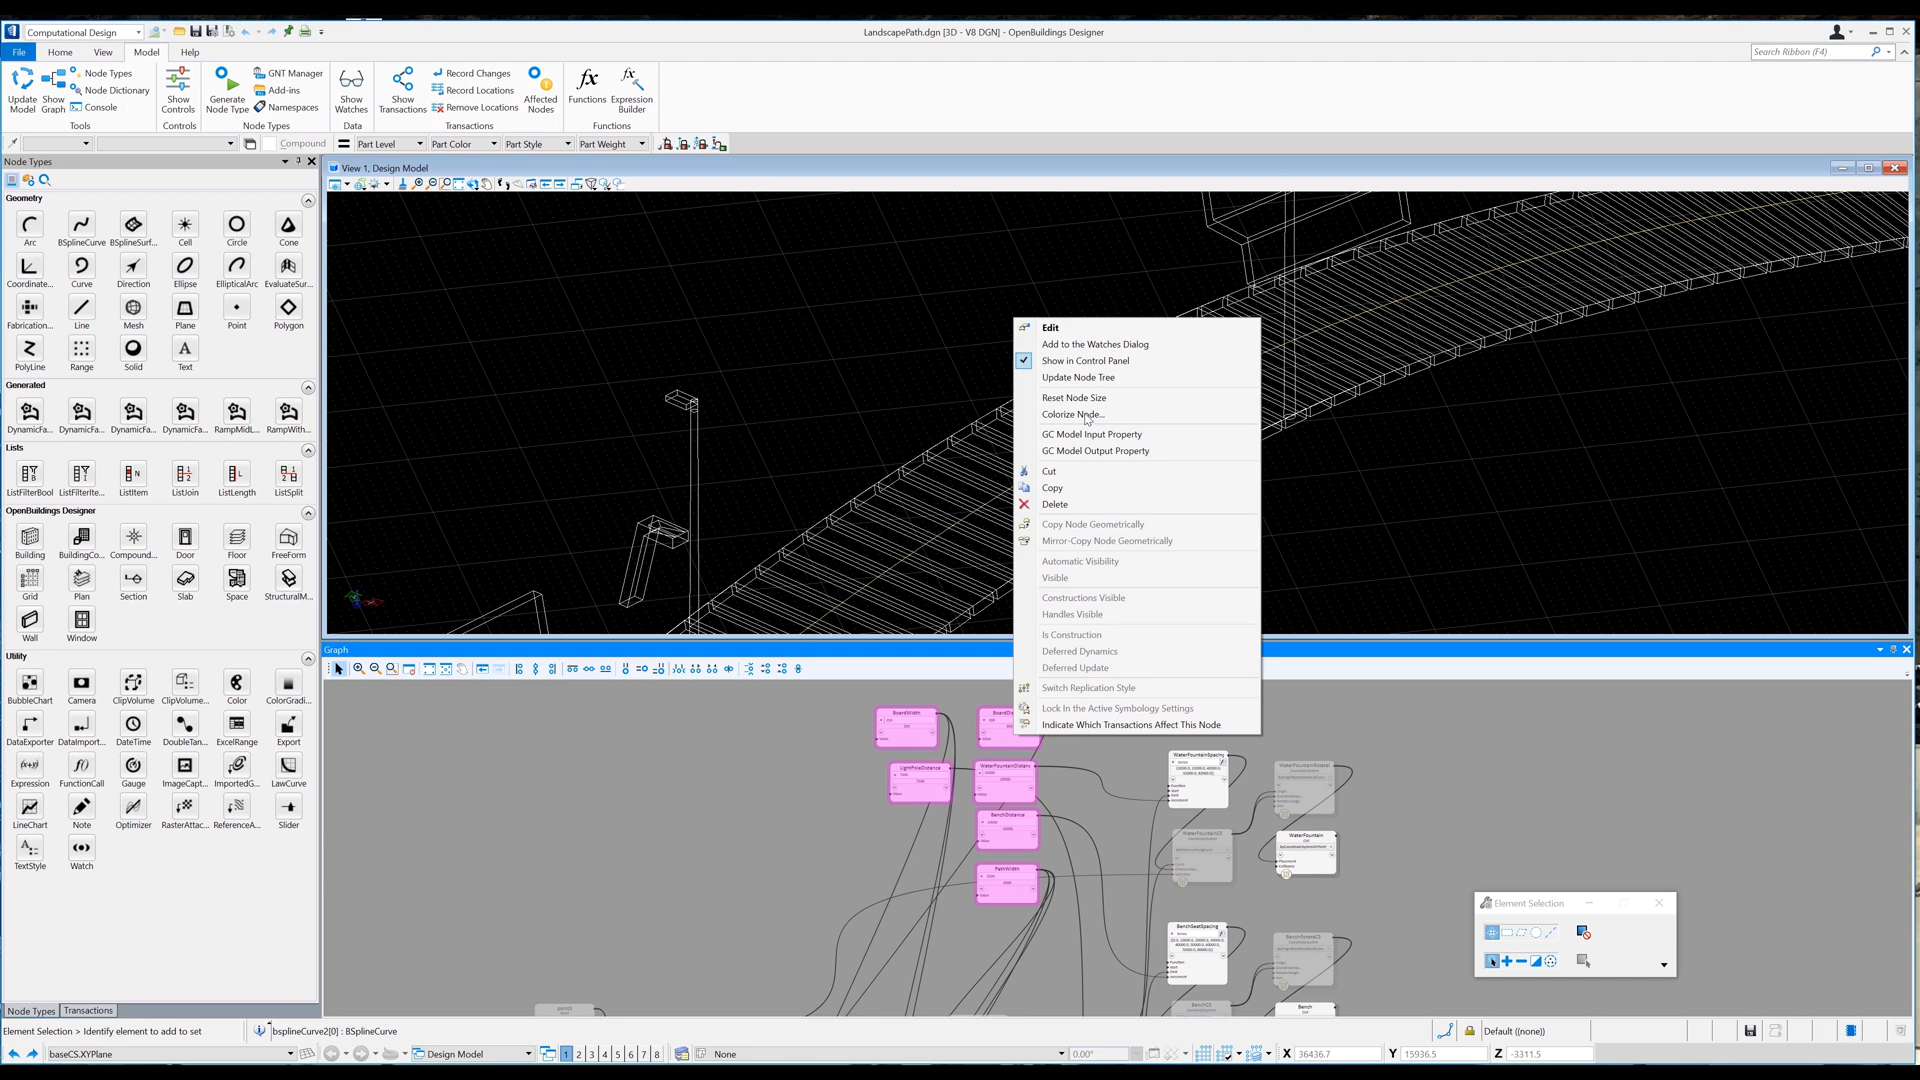 Computational Design
LandscapePath.dgn [3D - V8 DGN] - OpenBuildings Designer
File
Home
View
Model
Help
Search Ribbon (F4)
Update Model
Show Graph
Node Types
Node Dictionary
Console
Tools
Show Controls
Controls
Generate Node Type
GNT Manager
Add-ins
Namespaces
Node Types
Show Watches
Data
Show Transactions
Record Changes
Record Locations
Remove Locations
Affected Nodes
Transactions
Functions
Expression Builder
Functions
Compound
Part Level
Part Color
Part Style
Part Weight
Node Types
View 1, Design Model
Geometry
Arc BSplineCurve BSplineSurf... Cell Circle Cone
Coordinate... Curve Direction Ellipse EllipticalArc EvaluateSur...
Fabrication... Line Mesh Plane Point Polygon
PolyLine Range Solid Text
Generated
DynamicFa... DynamicFa... DynamicFa... DynamicFa... RampMidL... RampWith...
Lists
ListFilterBool ListFilterIte... ListItem ListJoin ListLength ListSplit
OpenBuildings Designer
Building BuildingCo... Compound... Door Floor FreeForm
Grid Plan Section Slab Space StructuralM...
Wall Window
Utility
BubbleChart Camera ClipVolume ClipVolume... Color ColorGradi...
DataExporter DataImport... DateTime DoubleTan... ExcelRange Export
Expression FunctionCall Gauge ImageCapt... ImportedG... LawCurve
LineChart Note Optimizer RasterAttac... ReferenceA... Slider
TextStyle Watch
Edit
Add to the Watches Dialog
Show in Control Panel
Update Node Tree
Reset Node Size
Colorize Node...
GC Model Input Property
GC Model Output Property
Cut
Copy
Delete
Copy Node Geometrically
Mirror-Copy Node Geometrically
Automatic Visibility
Visible
Constructions Visible
Handles Visible
Is Construction
Deferred Dynamics
Deferred Update
Switch Replication Style
Lock In the Active Symbology Settings
Indicate Which Transactions Affect This Node
Graph
BoardWidth
LightPoleDistance
WaterFountainDistanc
BenchDistance
PathWidth
WaterFountainSpacing
WaterFountainCS
WaterFountain
BenchSeatSpacing
BenchRotateCS
BenchCS
Bench
Element Selection
Node Types
Transactions
Element Selection > Identify element to add to set
bsplineCurve2[0] : BSplineCurve
Default ((none))
baseCS.XYPlane
Design Model
1 2 3 4 5 6 7 8
None
0.00°
X 36436.7
Y 15936.5
Z -3311.5